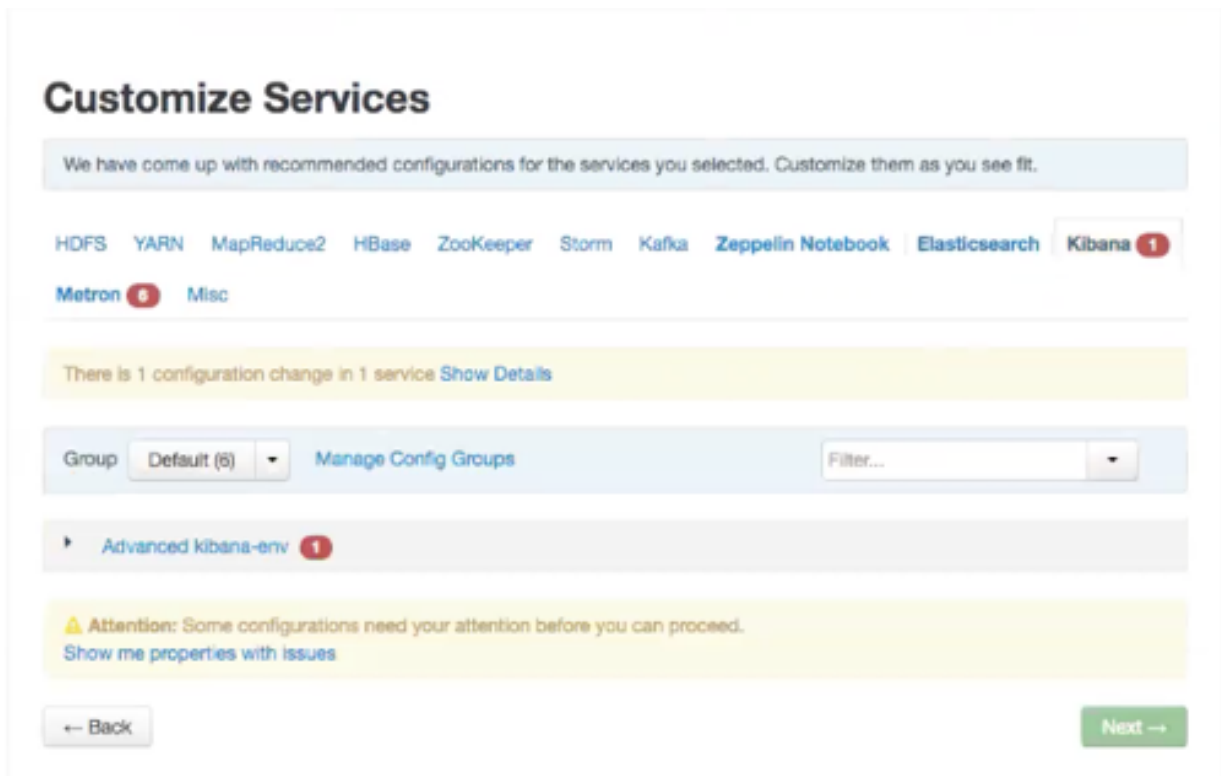 Customize Services
We have come up with recommended configurations for the services you selected. Customize them as you see fit.
HDFS YARN MapReduce2 HBase ZooKeeper Storm Kafka Zeppelin Notebook Elasticsearch Kibana 1
Metron 6 Misc
There is 1 configuration change in 1 service Show Details
Group Default (6) Manage Config Groups Filter...
Advanced kibana-env 1
Attention: Some configurations need your attention before you can proceed.
Show me properties with issues
← Back Next →